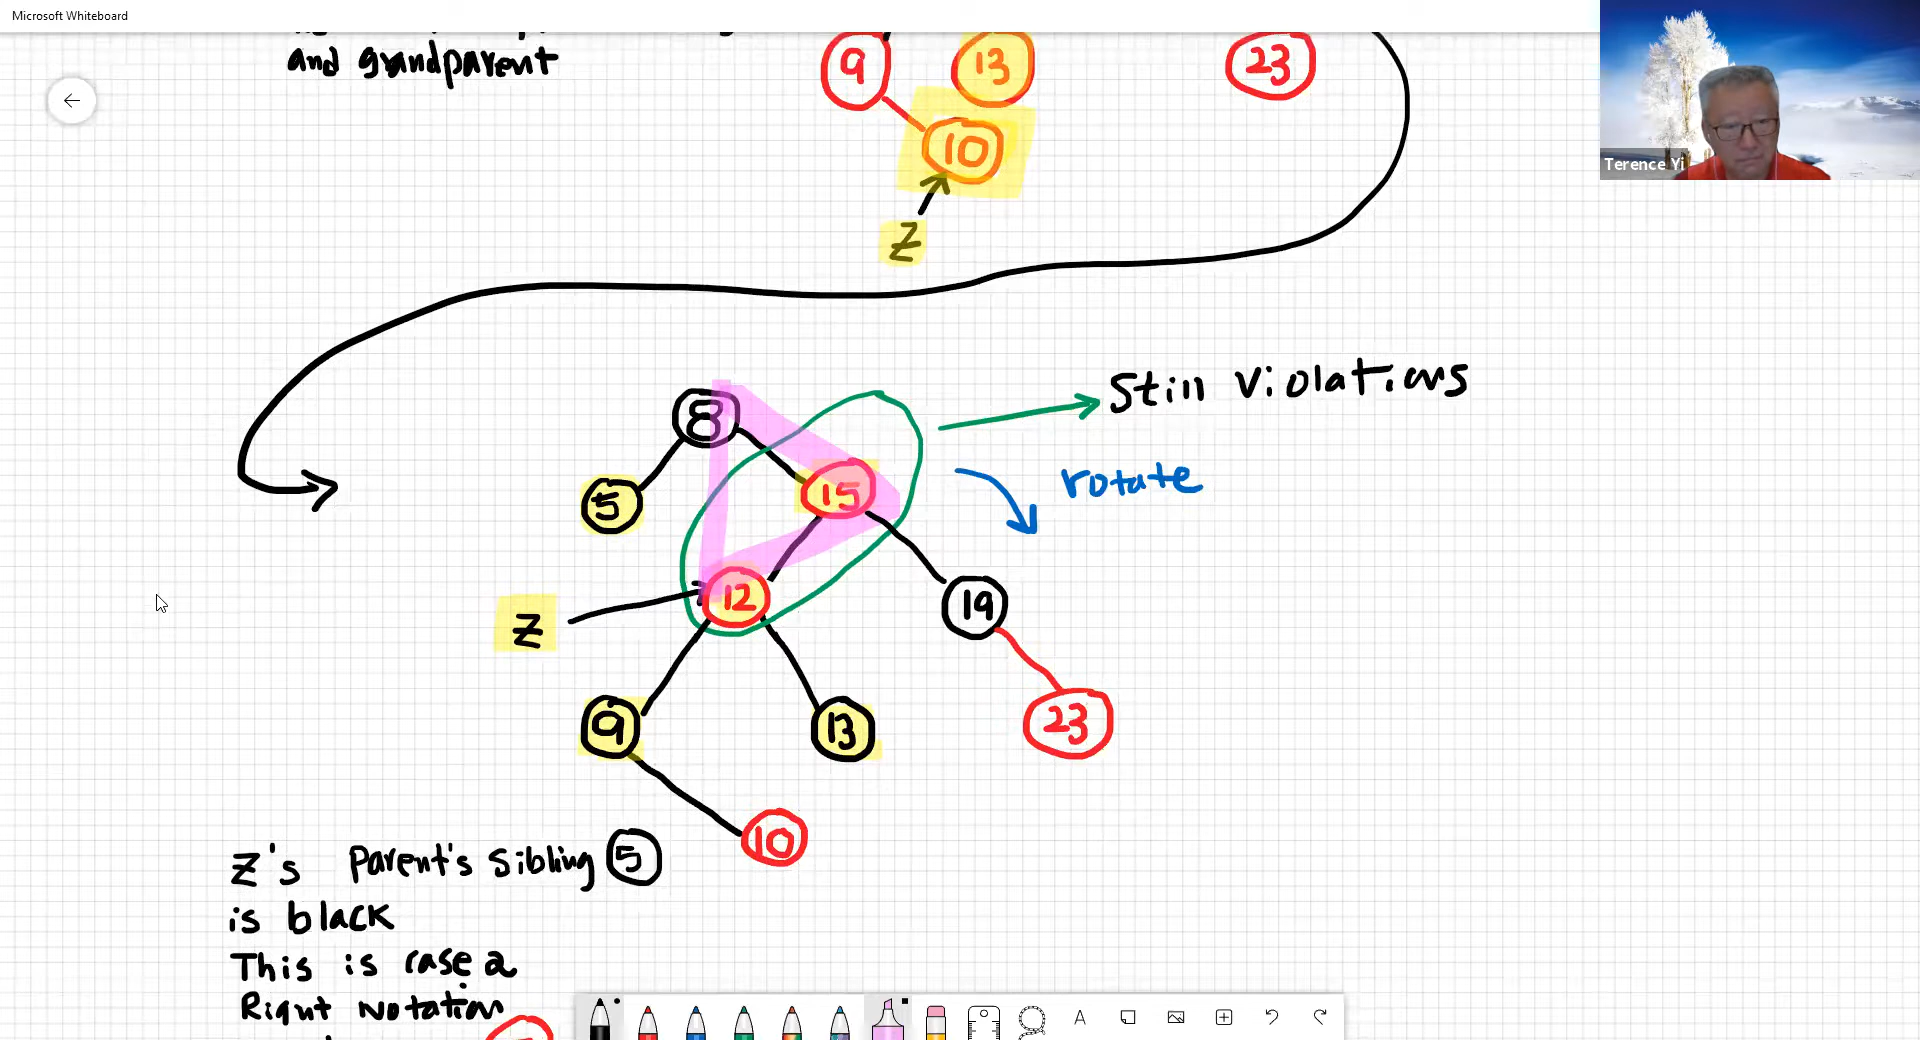 Microsoft Whiteboard
and grandparent
9
13
23
10
Z
Terence Yi
8
Still Violations
5
15
rotate
Z
12
19
9
13
23
10
Z's Parent's Sibling 5
is black
This is case 2
Right notation